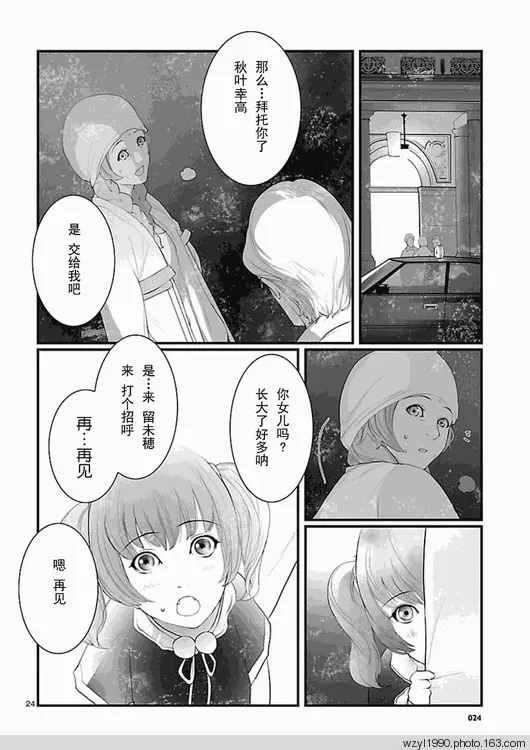 那么…拜托你了
秋叶幸高
是 交给我吧
你女儿吗?
长大了好多呐
是…来 留未穗
来 打个招呼
再…再见
嗯 再见
24
024
wzyl1990.photo.163.com